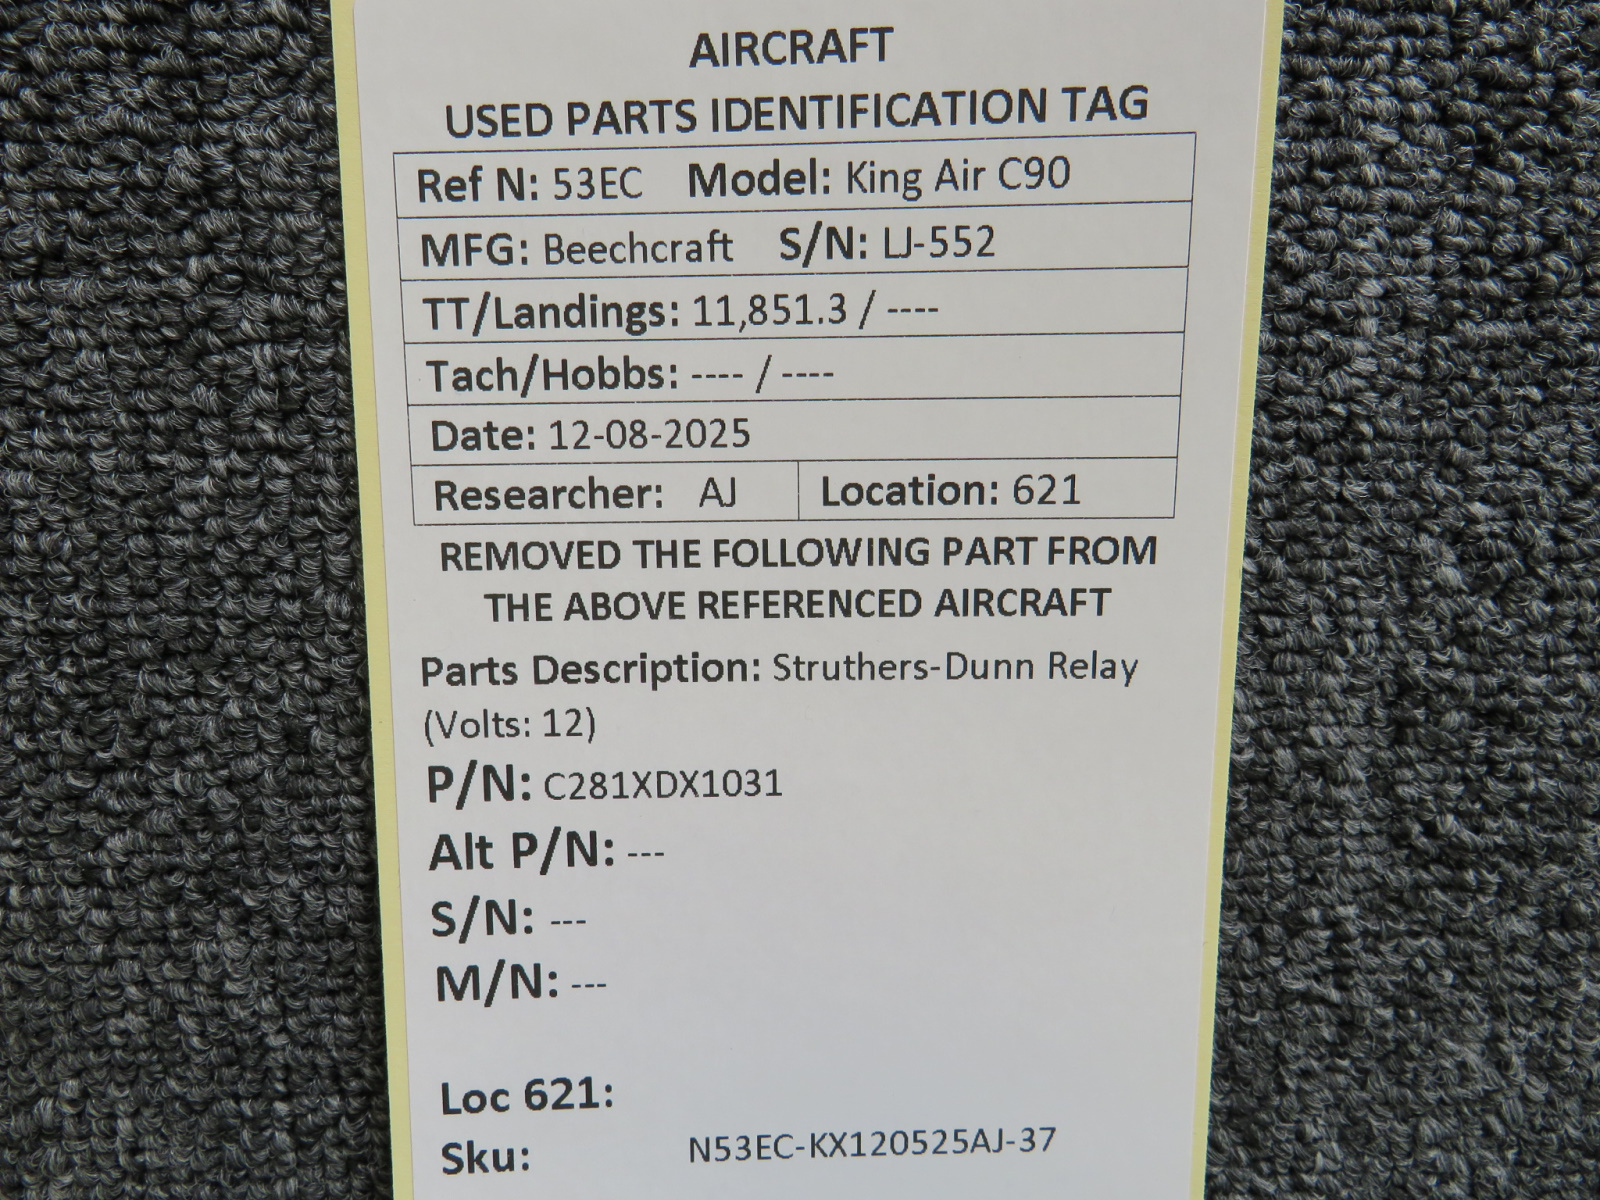 AIRCRAFT
USED PARTS IDENTIFICATION TAG
Ref N: 53EC Model: King Air C90
MFG: Beechcraft S/N: LJ-552
TT/Landings: 11,851.3 / ----
Tach/Hobbs: ---- / ----
Date: 12-08-2025
Researcher: AJ Location: 621
REMOVED THE FOLLOWING PART FROM
THE ABOVE REFERENCED AIRCRAFT
Parts Description: Struthers-Dunn Relay
(Volts: 12)
P/N: C281XDX1031
Alt P/N: ---
S/N: ---
M/N: ---
Loc 621:
Sku: N53EC-KX120525AJ-37